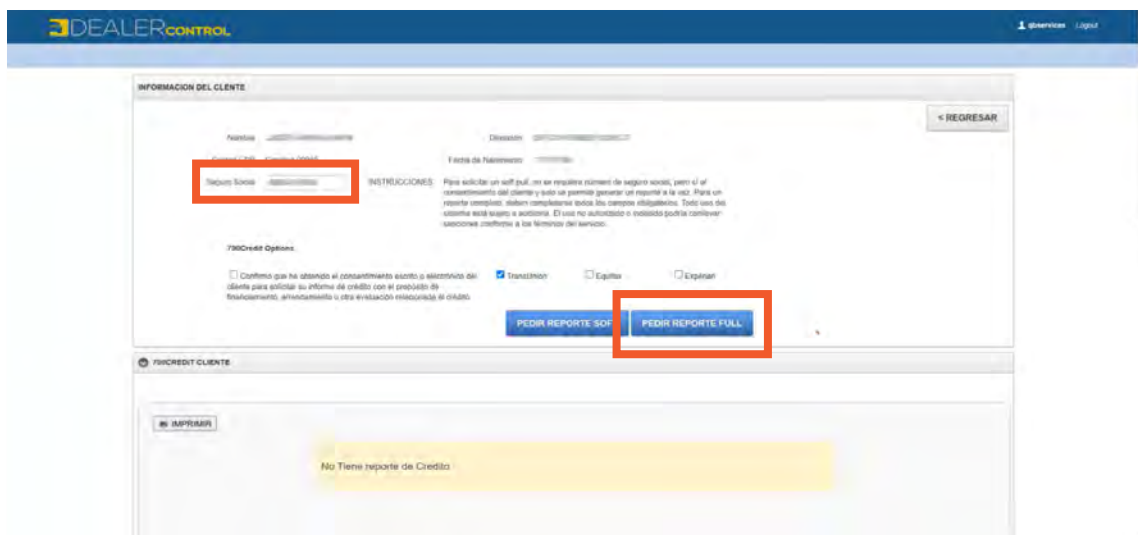 DEALERCONTROL
qbservices Logout
INFORMACION DEL CLIENTE
< REGRESAR
Nombre
Dirección
Fecha de Nacimiento
Seguro Social
INSTRUCCIONES: Para solicitar un soft pull, no se requiere número de seguro social, pero sí el
consentimiento del cliente y solo se permite generar un reporte a la vez. Para un
reporte completo, deben completarse todos los campos obligatorios. Todo uso del
sistema está sujeto a auditoria. El uso no autorizado o indebido podría conllevar
sanciones conforme a los términos del servicio.
700Credit Options
Confirmo que he obtenido el consentimiento escrito o electrónico del
cliente para solicitar su informe de crédito con el propósito de
financiamiento, arrendamiento u otra evaluación relacionada al crédito.
TransUnion
Equifax
Experian
PEDIR REPORTE SOFT
PEDIR REPORTE FULL
700CREDIT CLIENTE
IMPRIMIR
No Tiene reporte de Credito